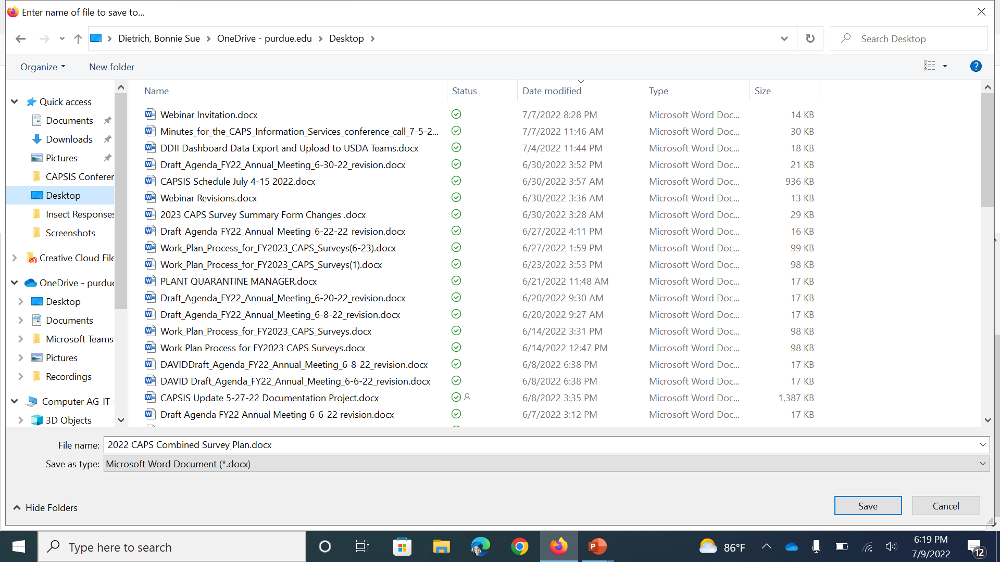 Enter name of file to save to...
Dietrich, Bonnie Sue > OneDrive - purdue.edu > Desktop >
Search Desktop
Organize
New folder
?
Quick access
Documents
Downloads
Pictures
CAPSIS Conferer
Desktop
Insect Responses
Screenshots
Creative Cloud File
OneDrive - purdue
Desktop
Documents
Microsoft Teams
Pictures
Recordings
Computer AG-IT-
3D Objects
Name Status Date modified Type Size
Webinar Invitation.docx 7/7/2022 8:28 PM Microsoft Word Doc... 14 KB
Minutes_for_the_CAPS_Information_Services_conference_call_7-5-2... 7/7/2022 11:46 AM Microsoft Word Doc... 30 KB
DDII Dashboard Data Export and Upload to USDA Teams.docx 7/4/2022 11:44 PM Microsoft Word Doc... 18 KB
Draft_Agenda_FY22_Annual_Meeting_6-30-22_revision.docx 6/30/2022 3:52 PM Microsoft Word Doc... 21 KB
CAPSIS Schedule July 4-15 2022.docx 6/30/2022 3:57 AM Microsoft Word Doc... 936 KB
Webinar Revisions.docx 6/30/2022 3:36 AM Microsoft Word Doc... 13 KB
2023 CAPS Survey Summary Form Changes .docx 6/30/2022 3:28 AM Microsoft Word Doc... 29 KB
Draft_Agenda_FY22_Annual_Meeting_6-22-22_revision.docx 6/27/2022 4:11 PM Microsoft Word Doc... 16 KB
Work_Plan_Process_for_FY2023_CAPS_Surveys(6-23).docx 6/27/2022 1:59 PM Microsoft Word Doc... 99 KB
Work_Plan_Process_for_FY2023_CAPS_Surveys(1).docx 6/23/2022 3:53 PM Microsoft Word Doc... 98 KB
PLANT QUARANTINE MANAGER.docx 6/21/2022 11:48 AM Microsoft Word Doc... 17 KB
Draft_Agenda_FY22_Annual_Meeting_6-20-22_revision.docx 6/20/2022 9:30 AM Microsoft Word Doc... 17 KB
Draft_Agenda_FY22_Annual_Meeting_6-8-22_revision.docx 6/20/2022 9:27 AM Microsoft Word Doc... 17 KB
Work_Plan_Process_for_FY2023_CAPS_Surveys.docx 6/14/2022 3:31 PM Microsoft Word Doc... 98 KB
Work Plan Process for FY2023 CAPS Surveys.docx 6/14/2022 12:47 PM Microsoft Word Doc... 98 KB
DAVIDDraft_Agenda_FY22_Annual_Meeting_6-8-22_revision.docx 6/8/2022 6:38 PM Microsoft Word Doc... 17 KB
DAVID Draft_Agenda_FY22_Annual_Meeting_6-6-22_revision.docx 6/8/2022 6:38 PM Microsoft Word Doc... 17 KB
CAPSIS Update 5-27-22 Documentation Project.docx 6/8/2022 3:35 PM Microsoft Word Doc... 1,387 KB
Draft Agenda FY22 Annual Meeting 6-6-22 revision.docx 6/7/2022 3:12 PM Microsoft Word Doc... 17 KB
File name: 2022 CAPS Combined Survey Plan.docx
Save as type: Microsoft Word Document (*.docx)
Hide Folders
Save
Cancel
Type here to search
86°F
6:19 PM
7/9/2022
12